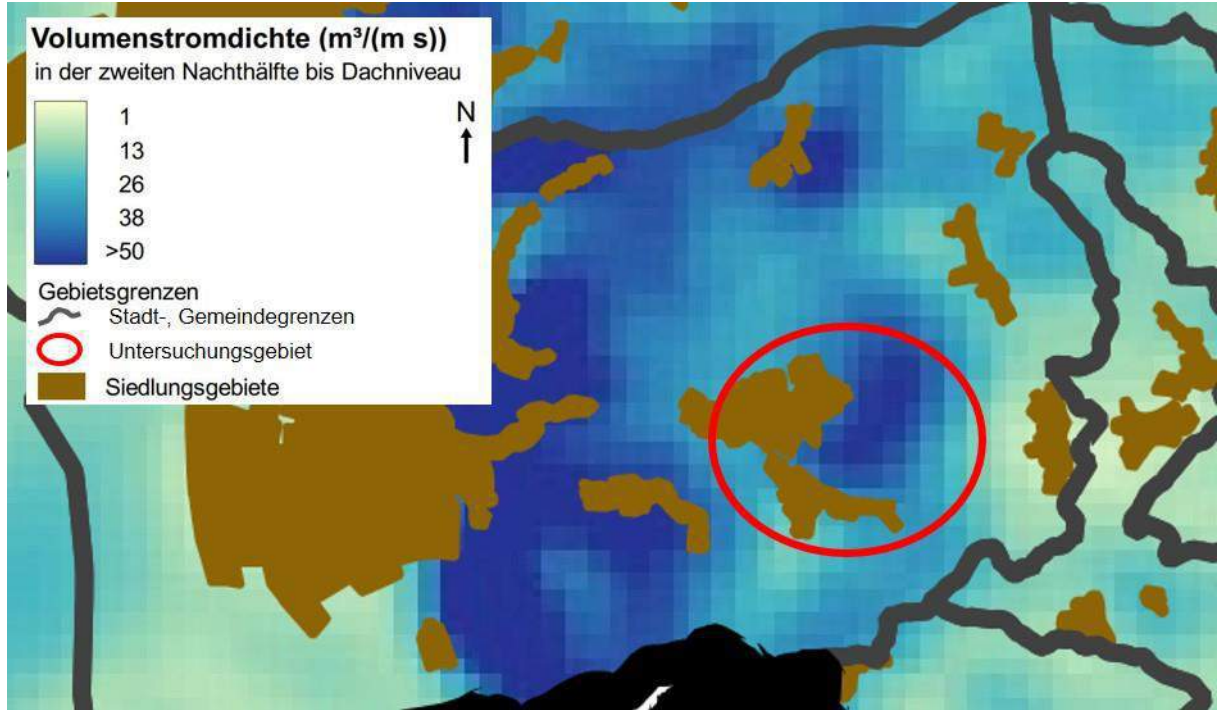 Volumenstromdichte (m³/(m s))
in der zweiten Nachthälfte bis Dachniveau
1
13
26
38
>50
N
Gebietsgrenzen
Stadt-, Gemeindegrenzen
Untersuchungsgebiet
Siedlungsgebiete